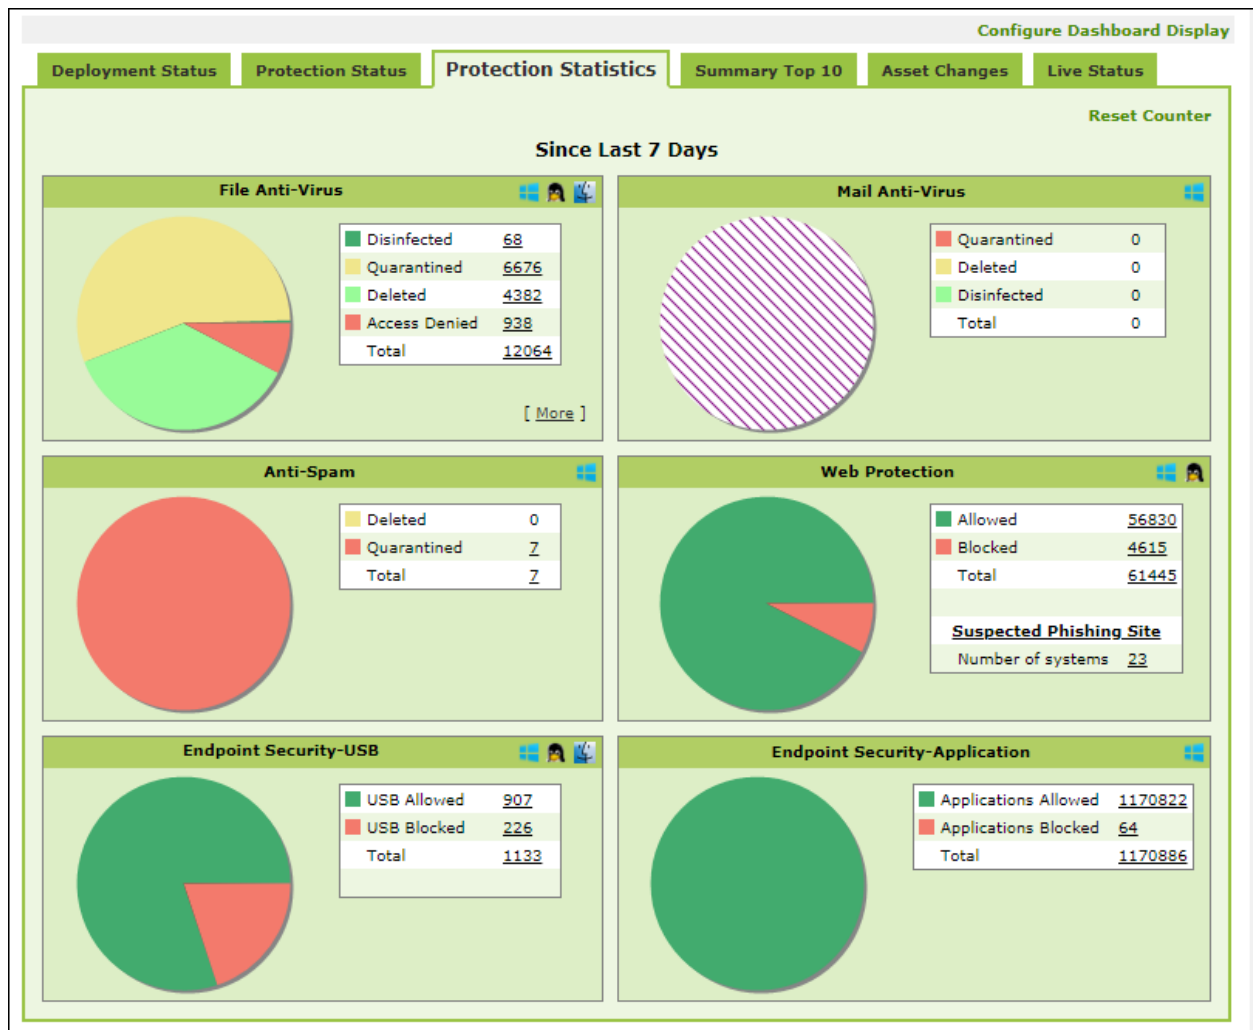 Configure Dashboard Display
Deployment Status Protection Status Protection Statistics Summary Top 10 Asset Changes Live Status
Reset Counter
Since Last 7 Days
File Anti-Virus
Disinfected 68
Quarantined 6676
Deleted 4382
Access Denied 938
Total 12064
[ More ]
Mail Anti-Virus
Quarantined 0
Deleted 0
Disinfected 0
Total 0
Anti-Spam
Deleted 0
Quarantined 7
Total 7
Web Protection
Allowed 56830
Blocked 4615
Total 61445
Suspected Phishing Site
Number of systems 23
Endpoint Security-USB
USB Allowed 907
USB Blocked 226
Total 1133
Endpoint Security-Application
Applications Allowed 1170822
Applications Blocked 64
Total 1170886